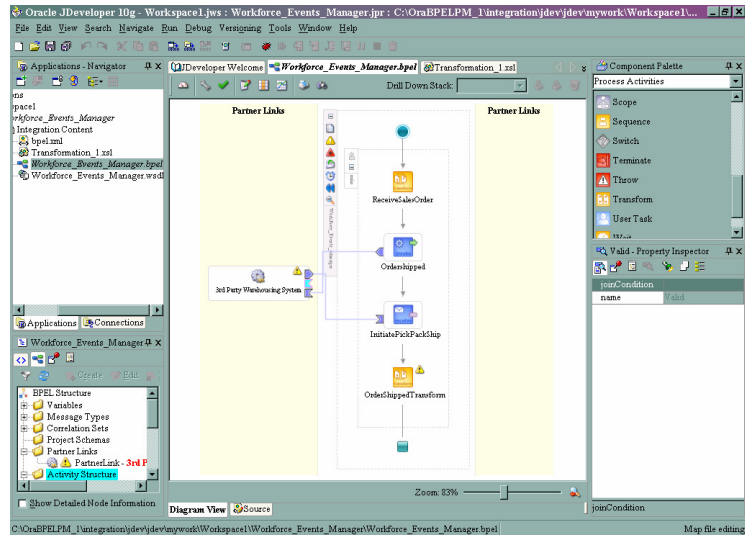 Oracle JDeveloper 10g - Workspace1.jws : Workforce_Events_Manager.jpr : C:\OraBPELPM_1\integration\jdev\jdev\mywork\Workspace1\...
File Edit View Search Navigate Run Debug Versioning Tools Window Help
Applications - Navigator
ons
space1
orkforce_Events_Manager
Integration Content
bpel.xml
Transformation_1.xsl
Workforce_Events_Manager.bpel
Workforce_Events_Manager.wsdl
Applications Connections
Workforce_Events_Manager
Create Edit
BPEL Structure
Variables
Message Types
Correlation Sets
Project Schemas
Partner Links
PartnerLink - 3rd P
Activity Structure
Show Detailed Node Information
JDeveloper Welcome Workforce_Events_Manager.bpel Transformation_1.xsl
Drill Down Stack:
Partner Links
Partner Links
Workforce_Events_Manager
ReceiveSalesOrder
Ordershipped
3rd Party Warehousing System
InitiatePickPackShip
OrderShippedTransform
Zoom: 83%
Diagram View Source
Component Palette
Process Activities
Scope
Sequence
Switch
Terminate
Throw
Transform
User Task
Wait
Valid - Property Inspector
joinCondition
name Valid
joinCondition
C:\OraBPELPM_1\integration\jdev\jdev\mywork\Workspace1\Workforce_Events_Manager\Workforce_Events_Manager.bpel
Map file editing